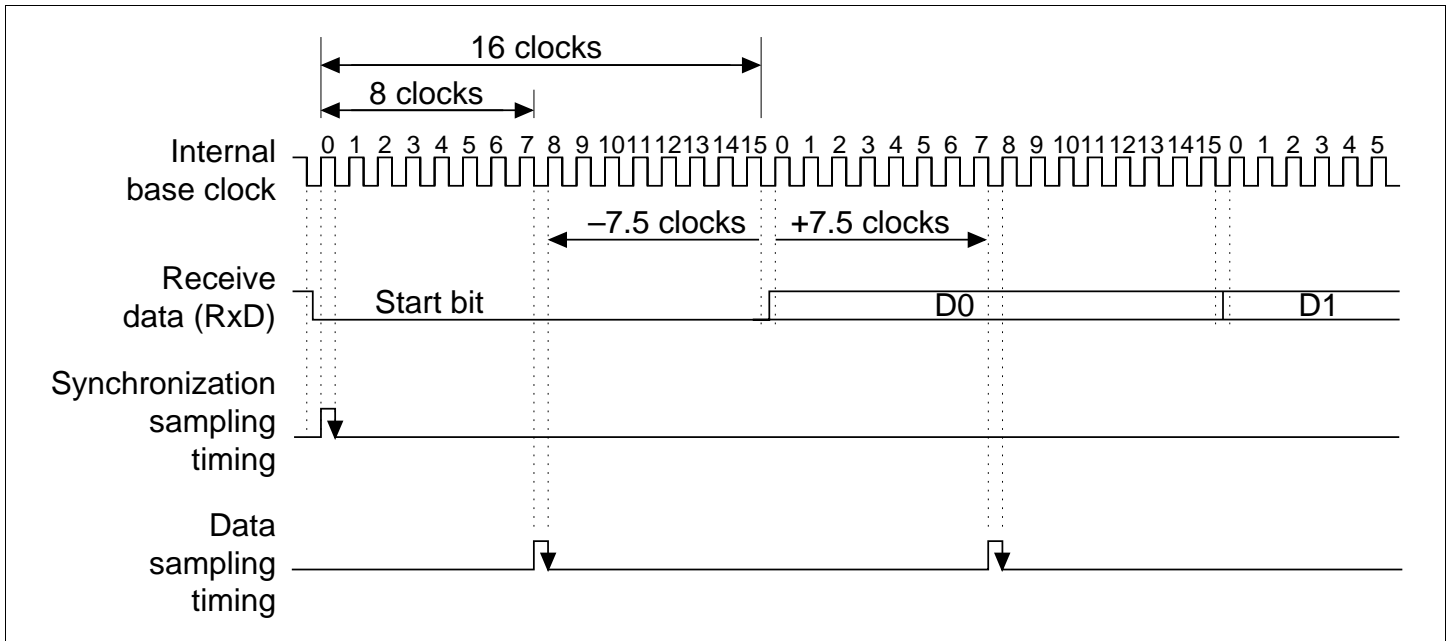 16 clocks
8 clocks
Internal
base clock
0 1 2 3 4 5 6 7 8 9 10 11 12 13 14 15 0 1 2 3 4 5 6 7 8 9 10 11 12 13 14 15 0 1 2 3 4 5
–7.5 clocks +7.5 clocks
Receive
data (RxD)
Start bit D0 D1
Synchronization
sampling
timing
Data
sampling
timing